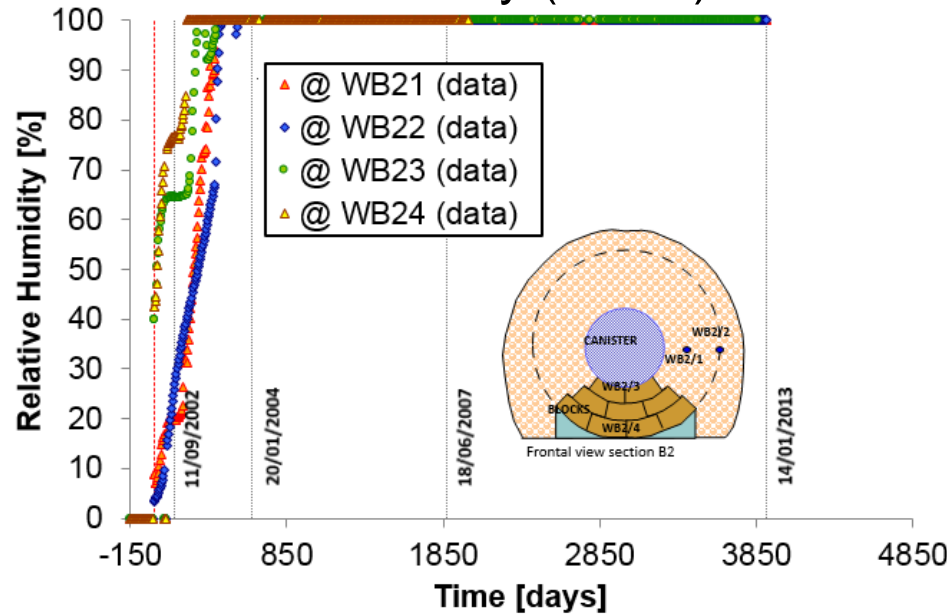 100
90
80
70
60
50
40
30
20
10
0
Relative Humidity [%]
@ WB21 (data)
@ WB22 (data)
@ WB23 (data)
@ WB24 (data)
11/09/2002
20/01/2004
18/06/2007
14/01/2013
CANISTER
WB2/2
WB2/1
WB2/3
BLOCKS
WB2/4
Frontal view section B2
-150
850
1850
2850
3850
4850
Time [days]